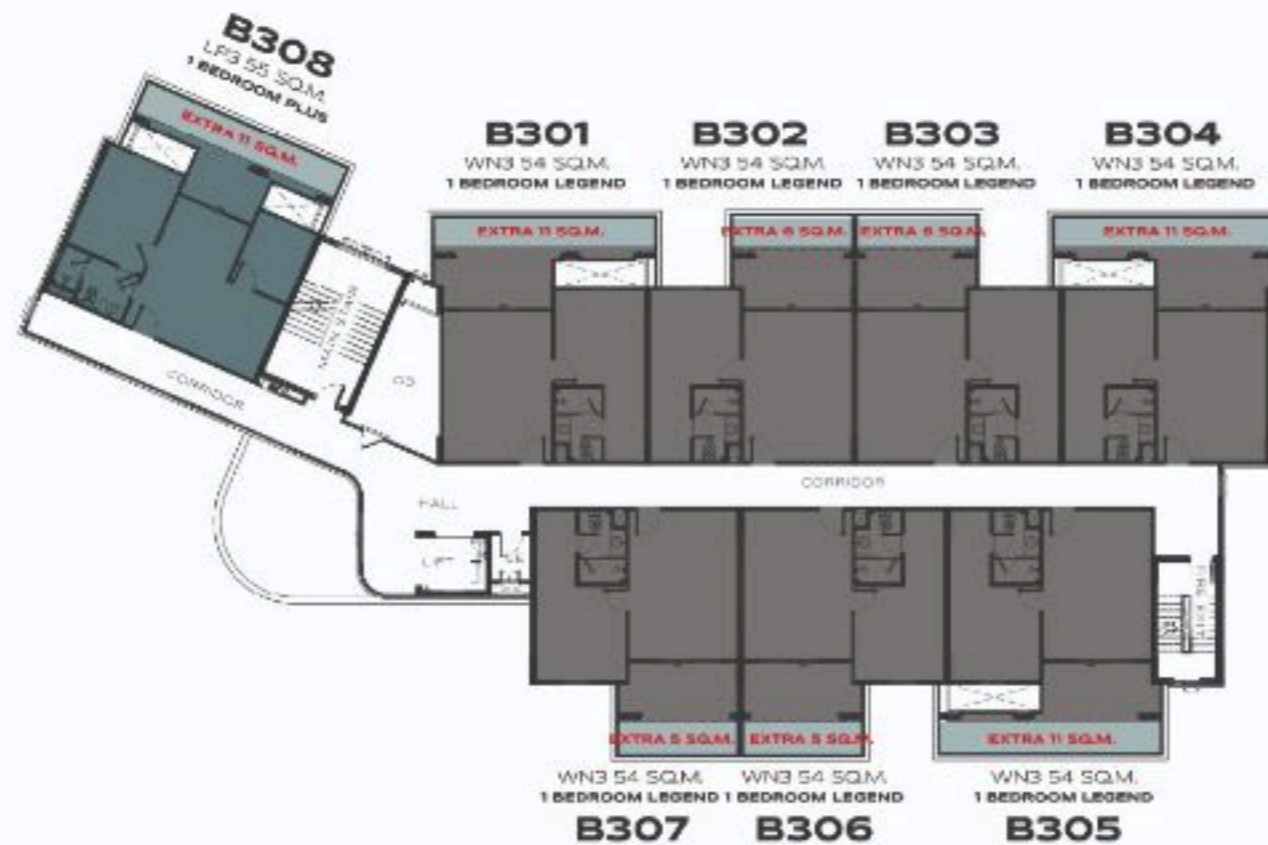 B308
LP3 55 SQ.M.
1 BEDROOM PLUS
EXTRA 11 SQ.M.
B301
WN3 54 SQ.M.
1 BEDROOM LEGEND
EXTRA 11 SQ.M.
B302
WN3 54 SQ.M.
1 BEDROOM LEGEND
EXTRA 6 SQ.M.
B303
WN3 54 SQ.M.
1 BEDROOM LEGEND
EXTRA 6 SQ.M.
B304
WN3 54 SQ.M.
1 BEDROOM LEGEND
EXTRA 11 SQ.M.
MAIN STAIR
CORRIDOR
CORRIDOR
HALL
LIFT
FIRE EXIT
EXTRA 5 SQ.M.
WN3 54 SQ.M.
1 BEDROOM LEGEND
B307
EXTRA 5 SQ.M.
WN3 54 SQ.M.
1 BEDROOM LEGEND
B306
EXTRA 11 SQ.M.
WN3 54 SQ.M.
1 BEDROOM LEGEND
B305